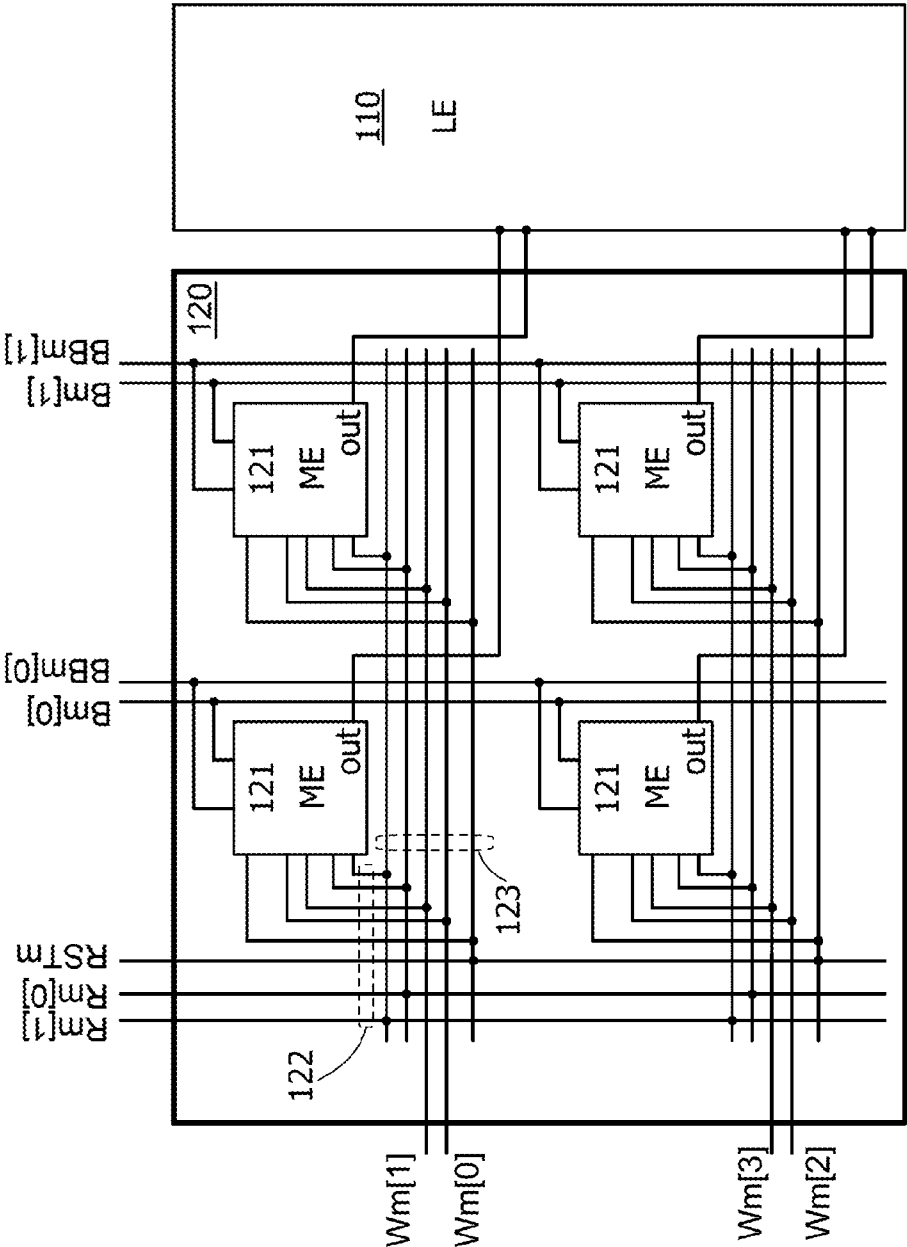 110
LE
120
BBm[1]
Bm[1]
121
ME
out
121
ME
out
BBm[0]
Bm[0]
121
ME
out
121
ME
out
123
RSTm
Rm[0]
Rm[1]
122
Wm[1]
Wm[0]
Wm[3]
Wm[2]